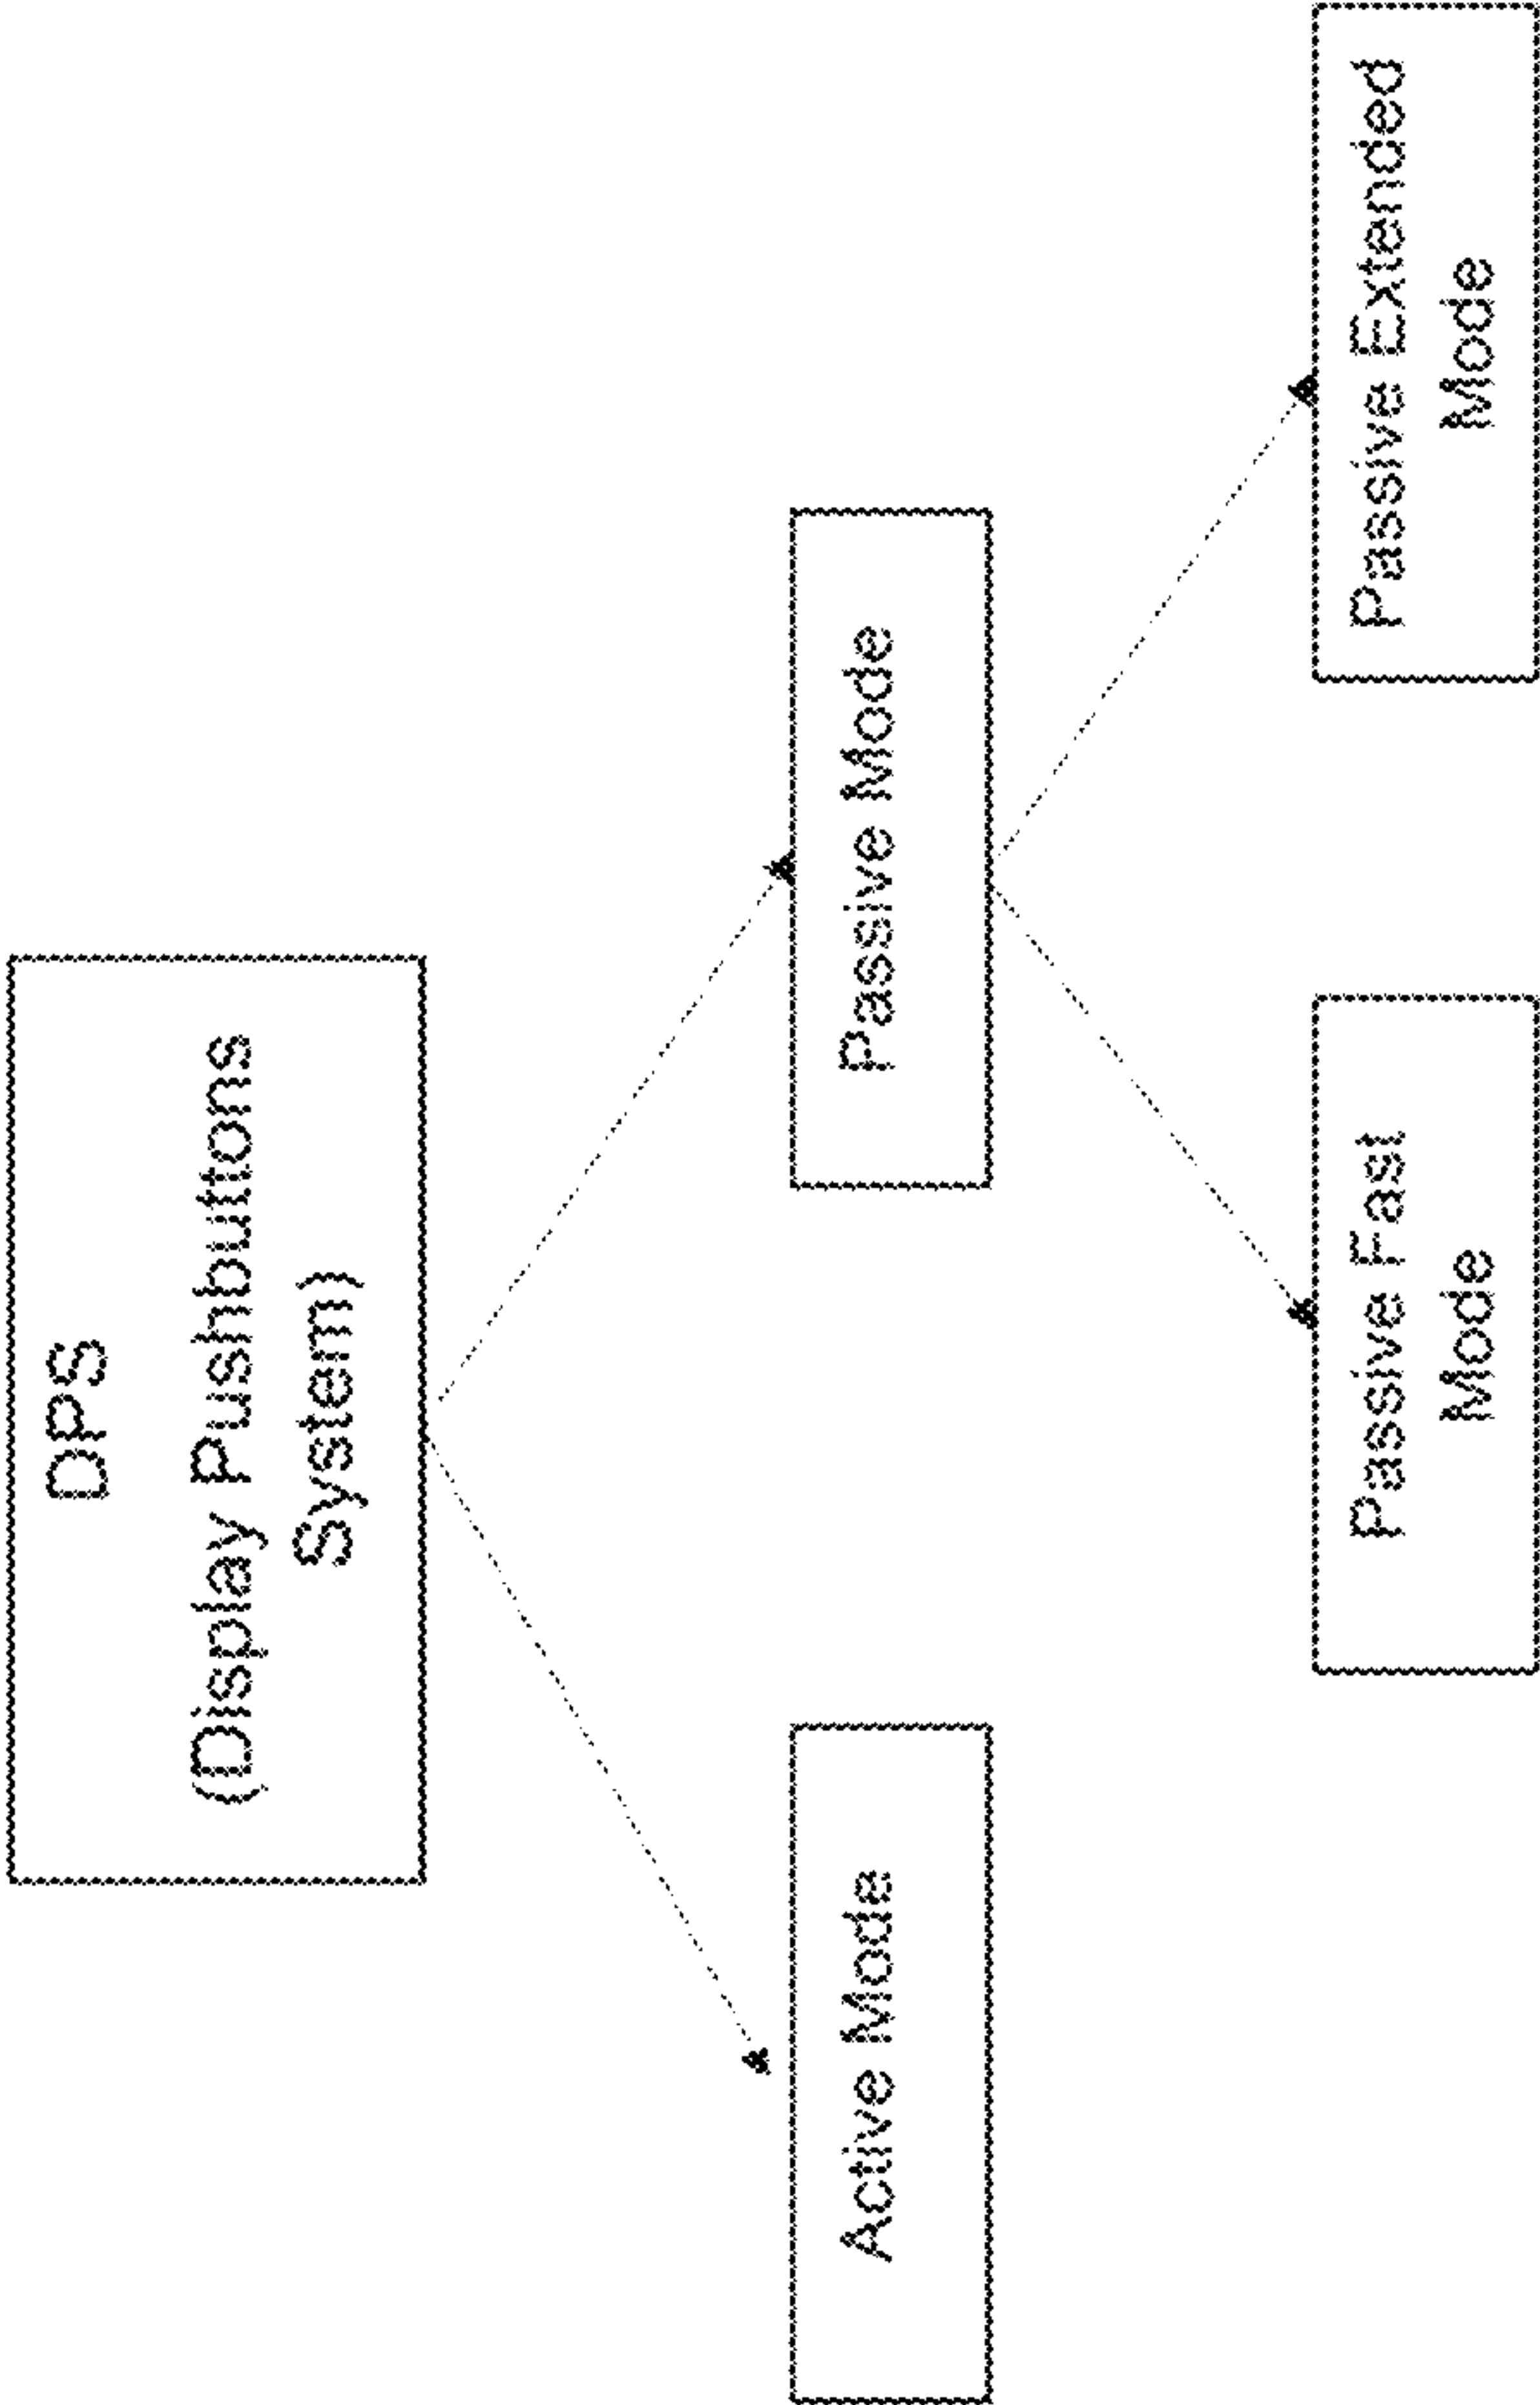 DPS
(Display Pushbuttons
System)
Active Mode
Passive Mode
Passive Fast
Mode
Passive Extended
Mode